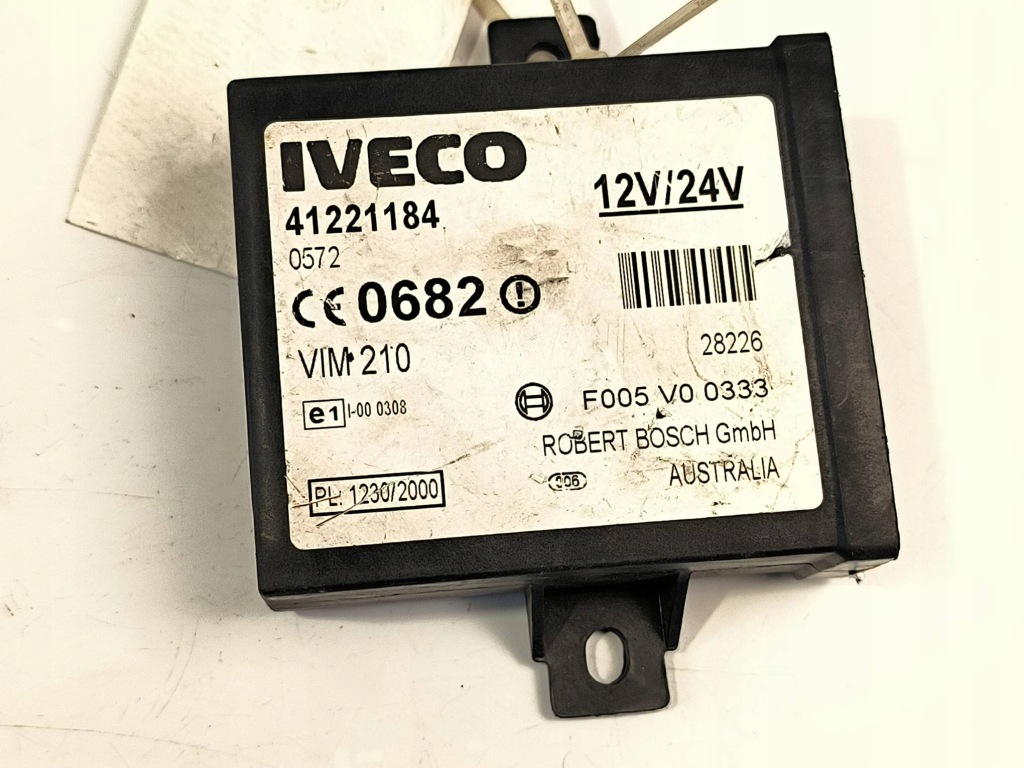 IVECO
41221184
12V/24V
0572
CE 0682
VIM 210
28226
e1 I-00 0308
F005 V0 0333
ROBERT BOSCH GmbH
AUSTRALIA
PL. 1230/2000